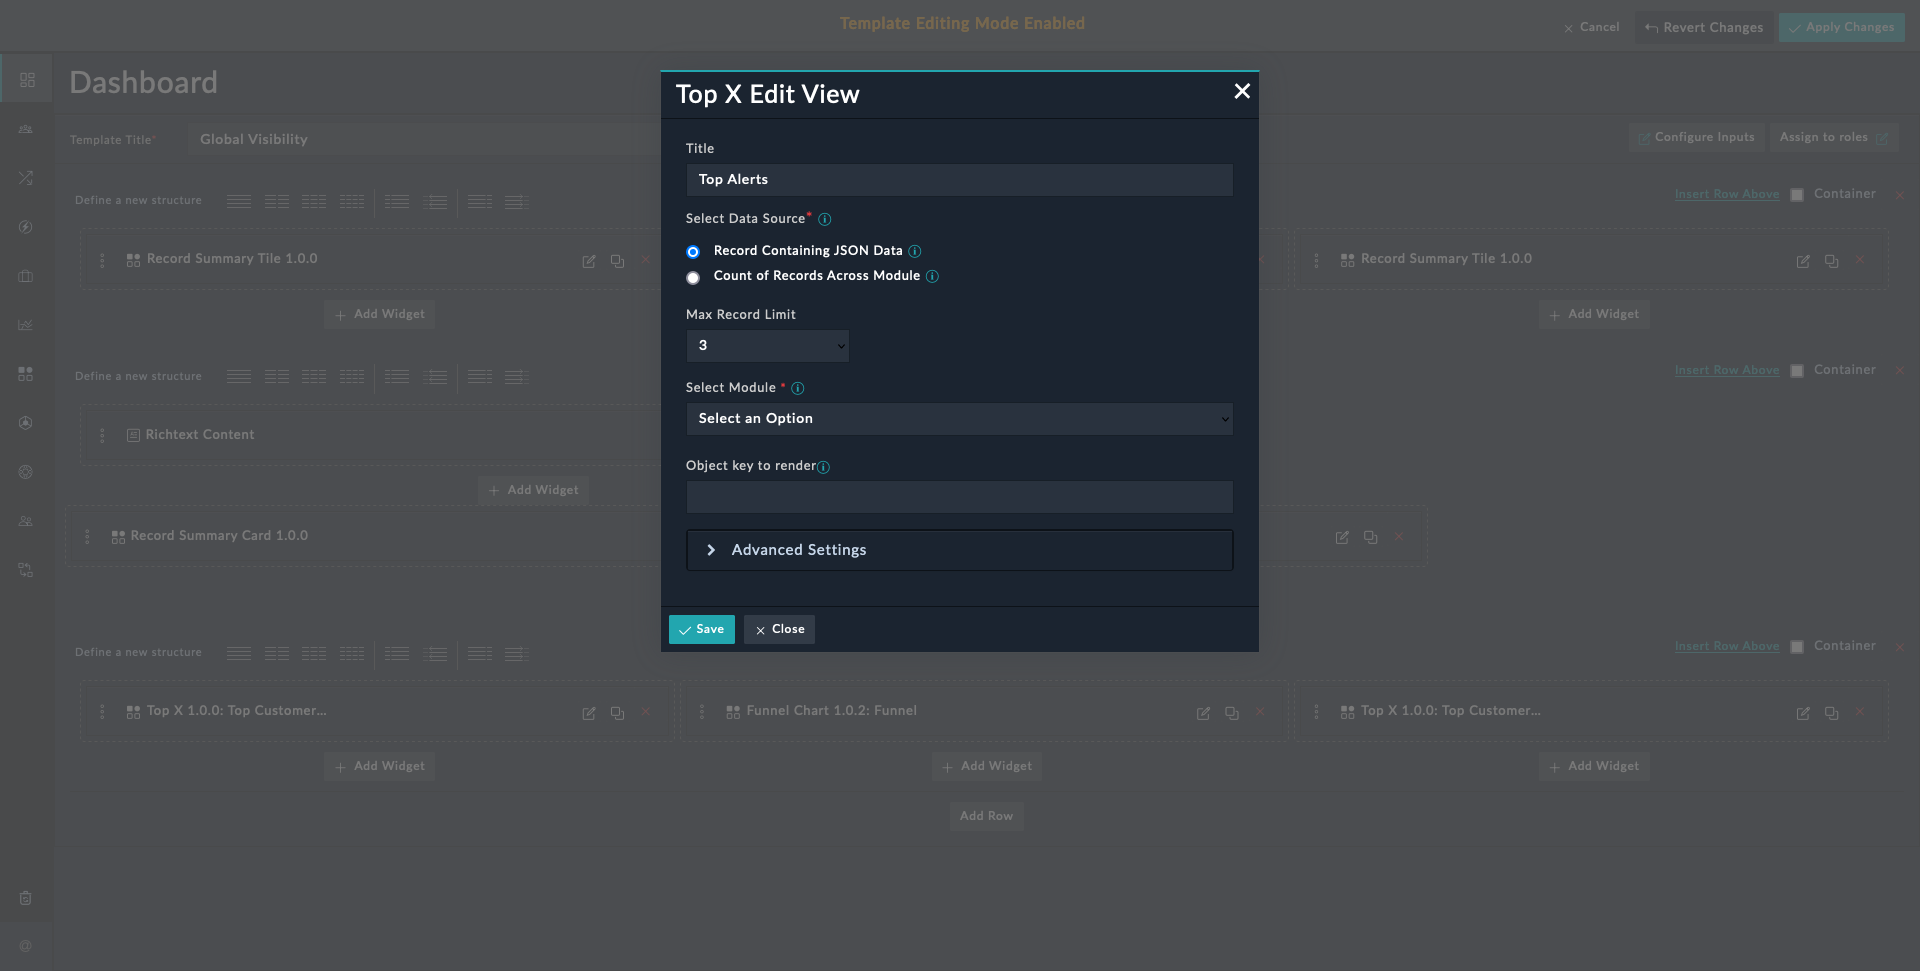 Template Editing Mode Enabled
Cancel
Revert Changes
Apply Changes
Dashboard
Template Title*
Global Visibility
Configure Inputs
Assign to roles
Define a new structure
Insert Row Above
Container
Record Summary Tile 1.0.0
Record Summary Tile 1.0.0
Add Widget
Add Widget
Define a new structure
Insert Row Above
Container
Richtext Content
Add Widget
Record Summary Card 1.0.0
Define a new structure
Insert Row Above
Container
Top X 1.0.0: Top Customer...
Funnel Chart 1.0.2: Funnel
Top X 1.0.0: Top Customer...
Add Widget
Add Widget
Add Widget
Add Row
Top X Edit View
Title
Top Alerts
Select Data Source*
Record Containing JSON Data
Count of Records Across Module
Max Record Limit
3
Select Module *
Select an Option
Object key to render
Advanced Settings
Save
Close